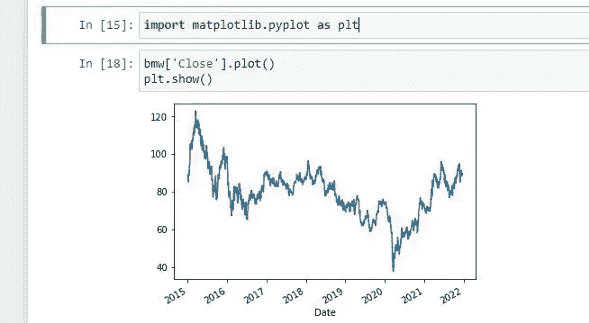 In [15]: import matplotlib.pyplot as plt
In [18]: bmw['Close'].plot()
plt.show()
120
100
80
60
40
2015 2016 2017 2018 2019 2020 2021 2022
Date